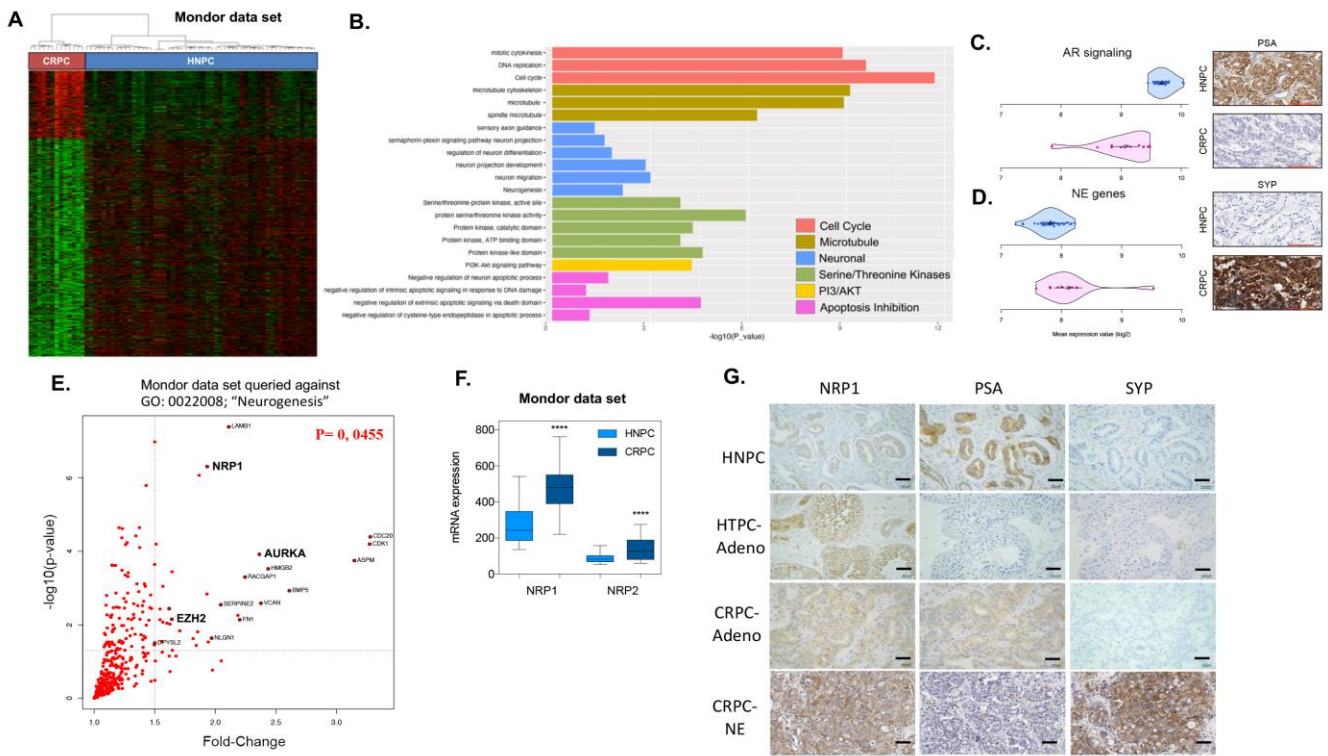 A
Mondor data set
CRPC
HNPC
B.
mitotic cytokinesis
DNA replication
Cell cycle
microtubule cytoskeleton
microtubule
spindle microtubule
sensory axon guidance
semaphorin-plexin signaling pathway neuron projection
regulation of neuron differentiation
neuron projection development
neuron migration
Neurogenesis
Serine/threonine-protein kinase, active site
protein serine/threonine kinase activity
Protein kinase, catalytic domain
Protein kinase, ATP binding domain
Protein kinase-like domain
PI3K-Akt signaling pathway
Negative regulation of neuron apoptotic process
negative regulation of intrinsic apoptotic signaling in response to DNA damage
negative regulation of extrinsic apoptotic signaling via death domain
negative regulation of cysteine-type endopeptidase in apoptotic process
Cell Cycle
Microtubule
Neuronal
Serine/Threonine Kinases
PI3/AKT
Apoptosis Inhibition
0 3 6 9 12
-log10(P_value)
C.
AR signaling
PSA
HNPC
7 8 9 10
CRPC
7 8 9 10
D.
NE genes
SYP
HNPC
7 8 9 10
CRPC
7 8 9 10
Mean expression value (log2)
E.
Mondor data set queried against
GO: 0022008; "Neurogenesis"
P= 0, 0455
LAMB1
NRP1
CDC20
CDK1
AURKA
ASPM
HMGB2
RACGAP1
BMP5
SERPINE2
VCAN
EZH2
FN1
NLGN1
DPYSL2
-log10(p-value)
6
4
2
0
1.0 1.5 2.0 2.5 3.0
Fold-Change
F.
Mondor data set
HNPC
CRPC
****
****
mRNA expression
800
600
400
200
0
NRP1 NRP2
G.
NRP1 PSA SYP
HNPC
HTPC-
Adeno
CRPC-
Adeno
CRPC-
NE